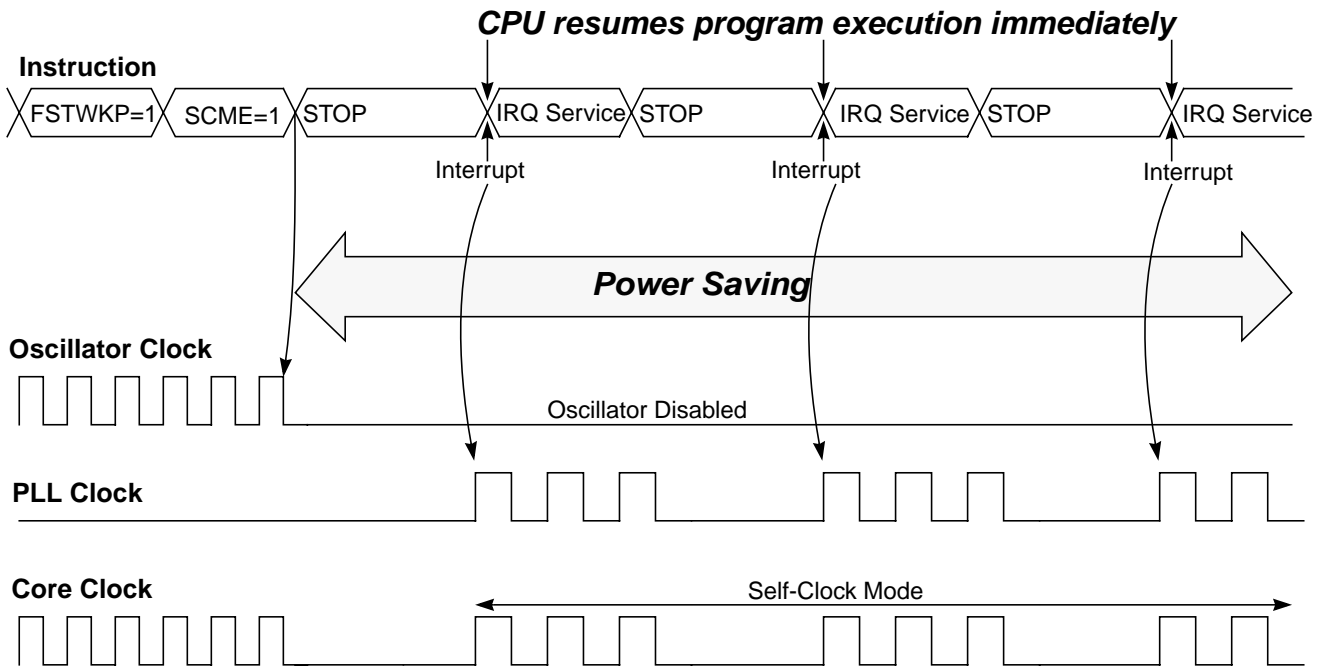 CPU resumes program execution immediately
Instruction
FSTWKP=1 SCME=1 STOP IRQ Service STOP IRQ Service STOP IRQ Service
Interrupt Interrupt Interrupt
Power Saving
Oscillator Clock
Oscillator Disabled
PLL Clock
Core Clock
Self-Clock Mode